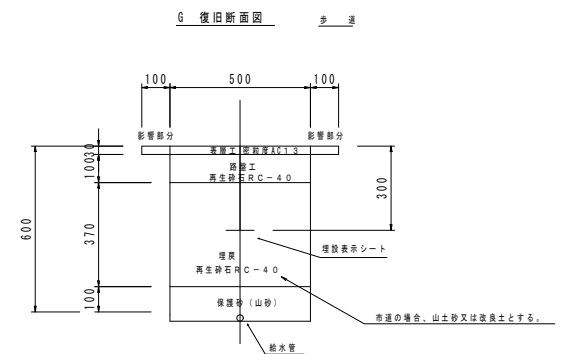 G 復旧断面図 歩 道
100 500 100
影響部分 影響部分
30 表層工 密粒度AC13
100 路盤工
再生砕石RC-40
300
600
370
埋設表示シート
埋戻
再生砕石RC-40
100 保護砂（山砂）
市道の場合、山土砂又は改良土とする。
給水管